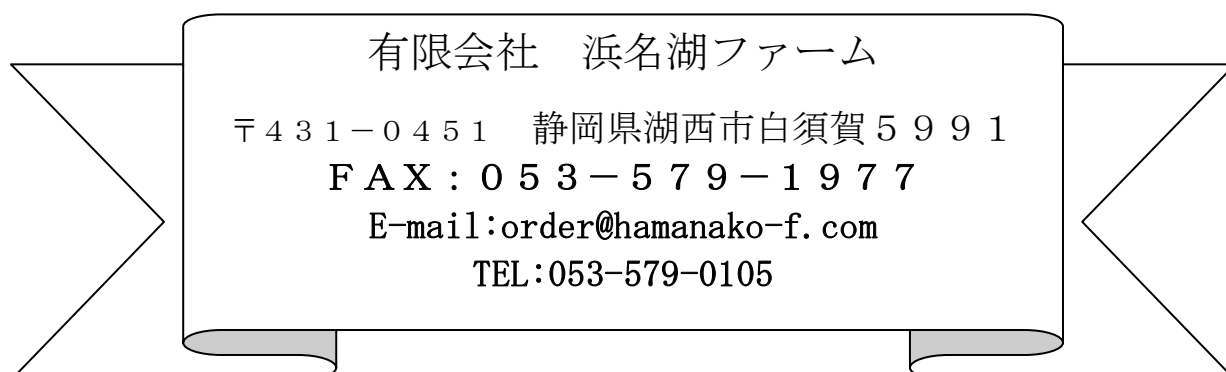 有限会社　浜名湖ファーム
〒４３１－０４５１　静岡県湖西市白須賀５９９１
ＦＡＸ：０５３－５７９－１９７７
E-mail:order@hamanako-f.com
TEL:053-579-0105